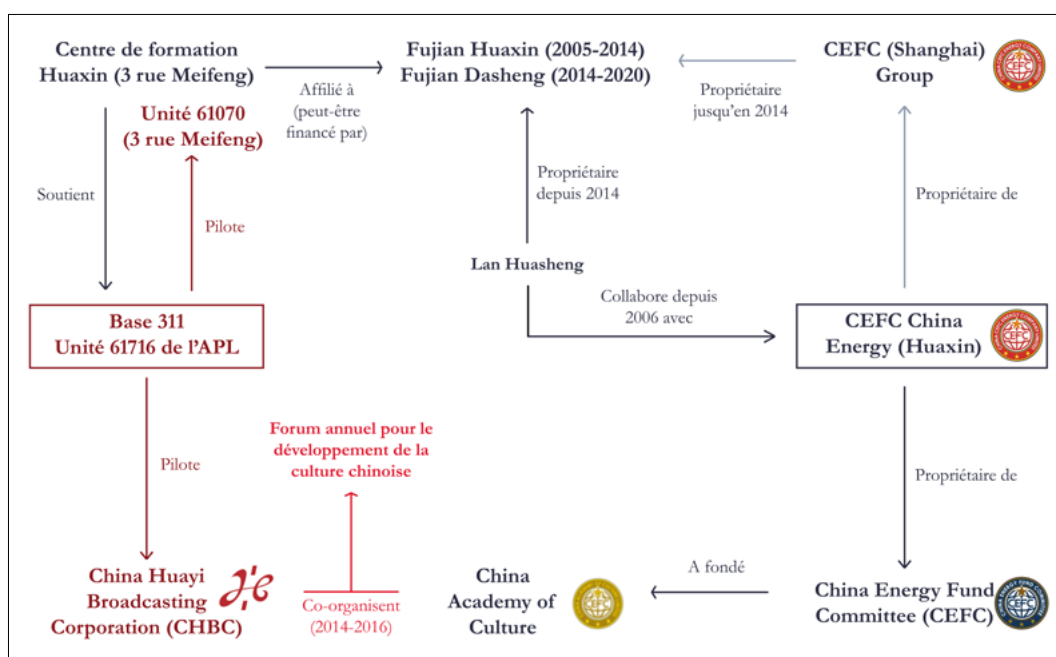 Centre de formation
Huaxin (3 rue Meifeng)
Unité 61070
(3 rue Meifeng)
Affilié à
(peut-être
financé par)
Fujian Huaxin (2005-2014)
Fujian Dasheng (2014-2020)
Propriétaire
jusqu'en 2014
CEFC (Shanghai)
Group
CEFC
Soutient
Pilote
Propriétaire
depuis 2014
Propriétaire de
Lan Huasheng
Collabore depuis
2006 avec
Base 311
Unité 61716 de l'APL
CEFC China
Energy (Huaxin)
CEFC
Forum annuel pour le
développement de la
culture chinoise
Pilote
Propriétaire de
China Huayi
Broadcasting
Corporation (CHBC)
Co-organisent
(2014-2016)
China
Academy of
Culture
CEFC
A fondé
China Energy Fund
Committee (CEFC)
CEFC